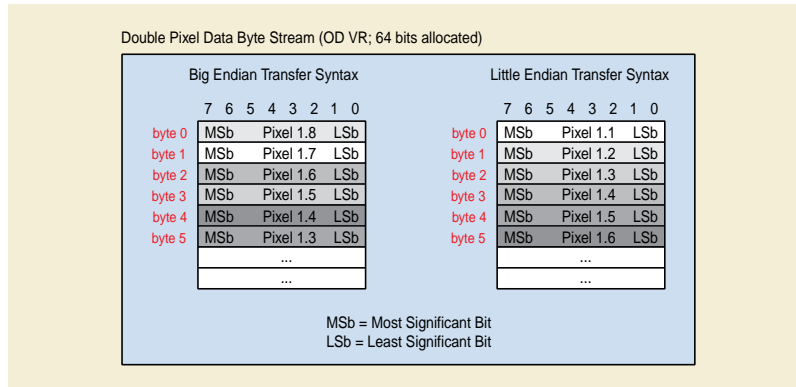 Double Pixel Data Byte Stream (OD VR; 64 bits allocated)
Big Endian Transfer Syntax
7 6 5 4 3 2 1 0
byte 0 MSb Pixel 1.8 LSb
byte 1 MSb Pixel 1.7 LSb
byte 2 MSb Pixel 1.6 LSb
byte 3 MSb Pixel 1.5 LSb
byte 4 MSb Pixel 1.4 LSb
byte 5 MSb Pixel 1.3 LSb
...
...
Little Endian Transfer Syntax
7 6 5 4 3 2 1 0
byte 0 MSb Pixel 1.1 LSb
byte 1 MSb Pixel 1.2 LSb
byte 2 MSb Pixel 1.3 LSb
byte 3 MSb Pixel 1.4 LSb
byte 4 MSb Pixel 1.5 LSb
byte 5 MSb Pixel 1.6 LSb
...
...
MSb = Most Significant Bit
LSb = Least Significant Bit